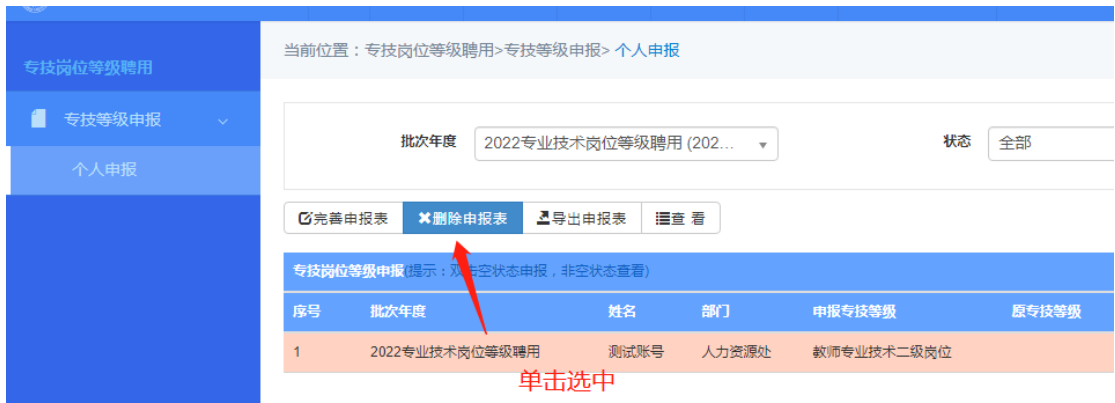 当前位置：专技岗位等级聘用>专技等级申报> 个人申报
专技岗位等级聘用
专技等级申报
个人申报
批次年度 2022专业技术岗位等级聘用 (202... 状态 全部
完善申报表 删除申报表 导出申报表 查 看
专技岗位等级申报(提示：双击空状态申报，非空状态查看)
序号 批次年度 姓名 部门 申报专技等级 原专技等级
1 2022专业技术岗位等级聘用 测试账号 人力资源处 教师专业技术二级岗位
单击选中